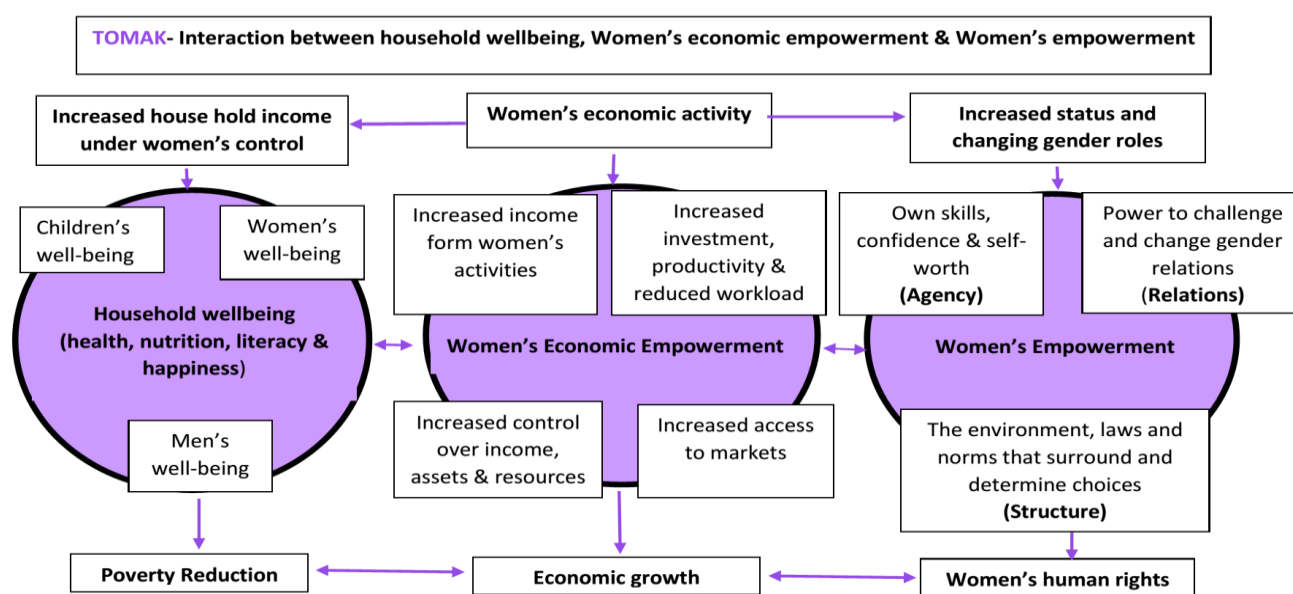 TOMAK- Interaction between household wellbeing, Women's economic empowerment & Women's empowerment
Increased house hold income
under women's control
Women's economic activity
Increased status and
changing gender roles
Children's
well-being
Women's
well-being
Household wellbeing
(health, nutrition, literacy &
happiness)
Men's
well-being
Increased income
form women's
activities
Increased
investment,
productivity &
reduced workload
Women's Economic Empowerment
Increased control
over income,
assets & resources
Increased access
to markets
Own skills,
confidence & self-
worth
(Agency)
Power to challenge
and change gender
relations
(Relations)
Women's Empowerment
The environment, laws and
norms that surround and
determine choices
(Structure)
Poverty Reduction
Economic growth
Women's human rights